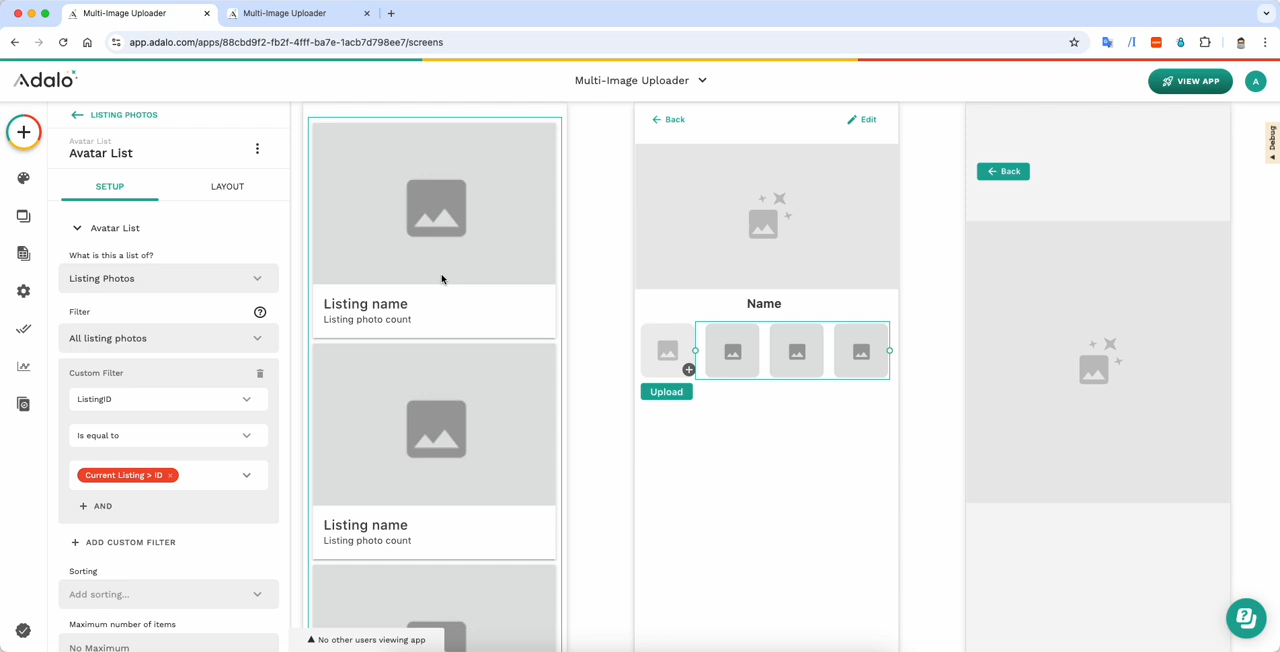 Multi-Image Uploader
Multi-Image Uploader
app.adalo.com/apps/88cbd9f2-fb2f-4fff-ba7e-1acb7d798ee7/screens
Adalo
Multi-Image Uploader
VIEW APP
A
LISTING PHOTOS
Avatar List
Avatar List
SETUP
LAYOUT
Avatar List
What is this a list of?
Listing Photos
Filter
All listing photos
Custom Filter
ListingID
Is equal to
Current Listing > ID ×
AND
ADD CUSTOM FILTER
Sorting
Add sorting...
Maximum number of items
No Maximum
Listing name
Listing photo count
Listing name
Listing photo count
▲ No other users viewing app
Back
Edit
Name
Upload
Back
▲ Debug